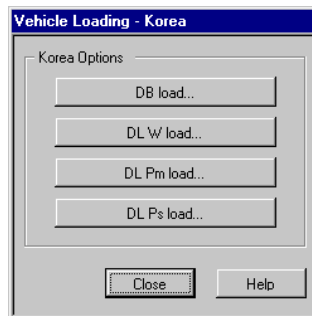 Vehicle Loading - Korea
Korea Options
DB load...
DL W load...
DL Pm load...
DL Ps load...
Close Help